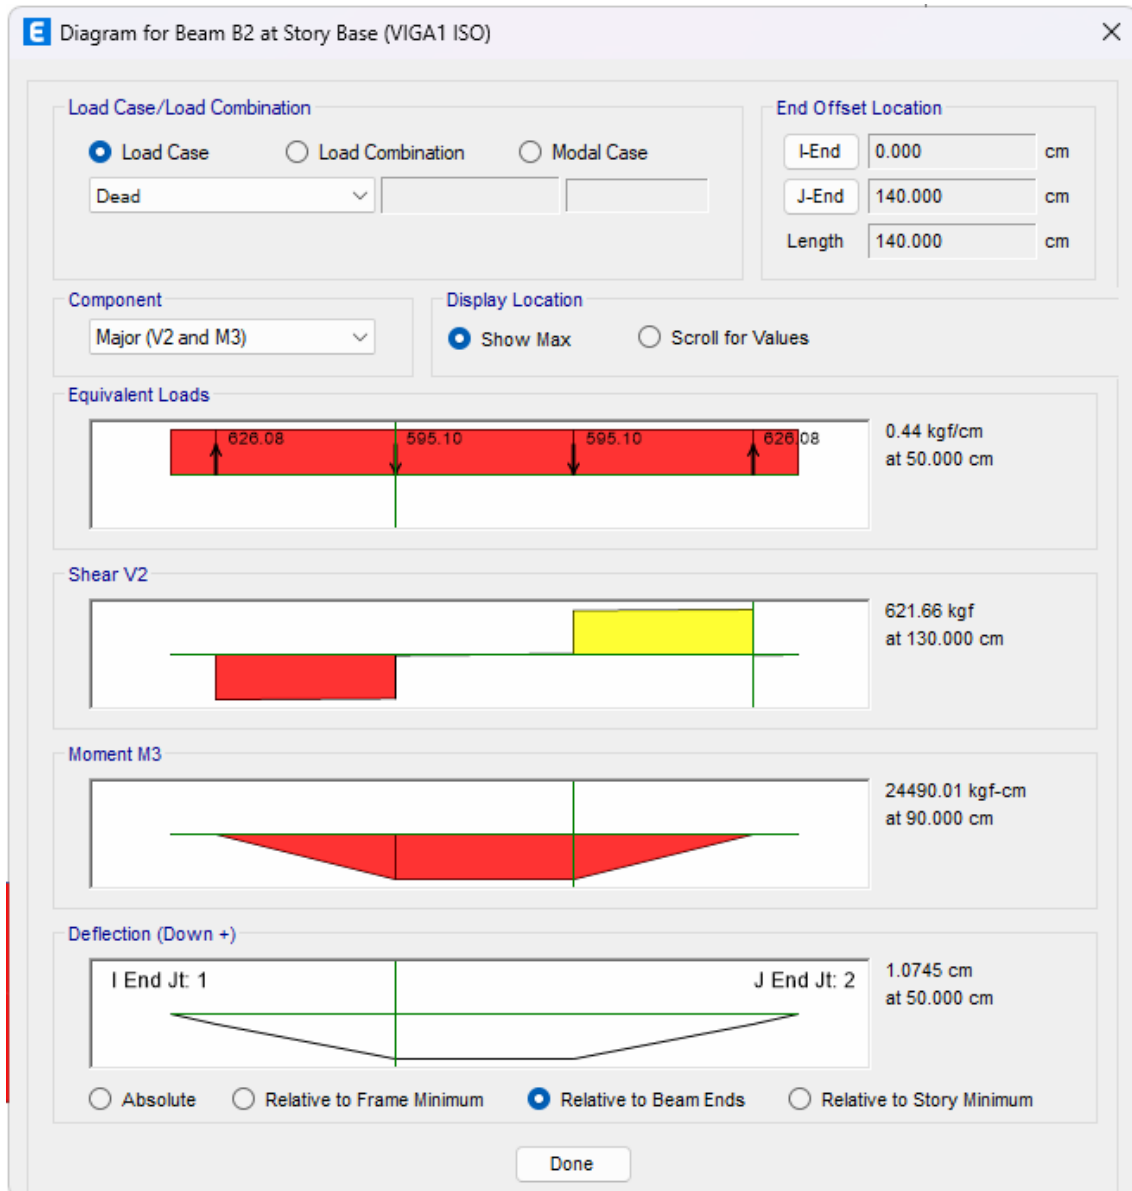 E Diagram for Beam B2 at Story Base (VIGA1 ISO)
Load Case/Load Combination
Load Case Load Combination Modal Case
Dead
End Offset Location
I-End 0.000 cm
J-End 140.000 cm
Length 140.000 cm
Component
Major (V2 and M3)
Display Location
Show Max Scroll for Values
Equivalent Loads
626.08 595.10 595.10 626.08
0.44 kgf/cm
at 50.000 cm
Shear V2
621.66 kgf
at 130.000 cm
Moment M3
24490.01 kgf-cm
at 90.000 cm
Deflection (Down +)
I End Jt: 1 J End Jt: 2
1.0745 cm
at 50.000 cm
Absolute Relative to Frame Minimum Relative to Beam Ends Relative to Story Minimum
Done